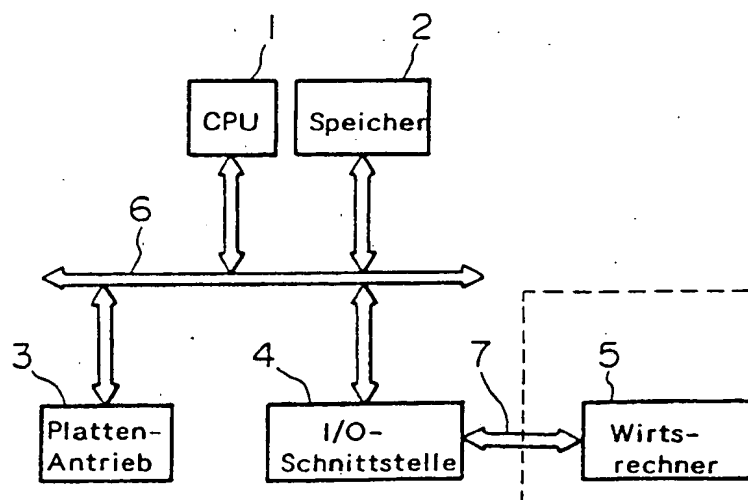 1
2
CPU
Speicher
6
3
4
7
5
Platten-
Antrieb
I/O-
Schnittstelle
Wirts-
rechner